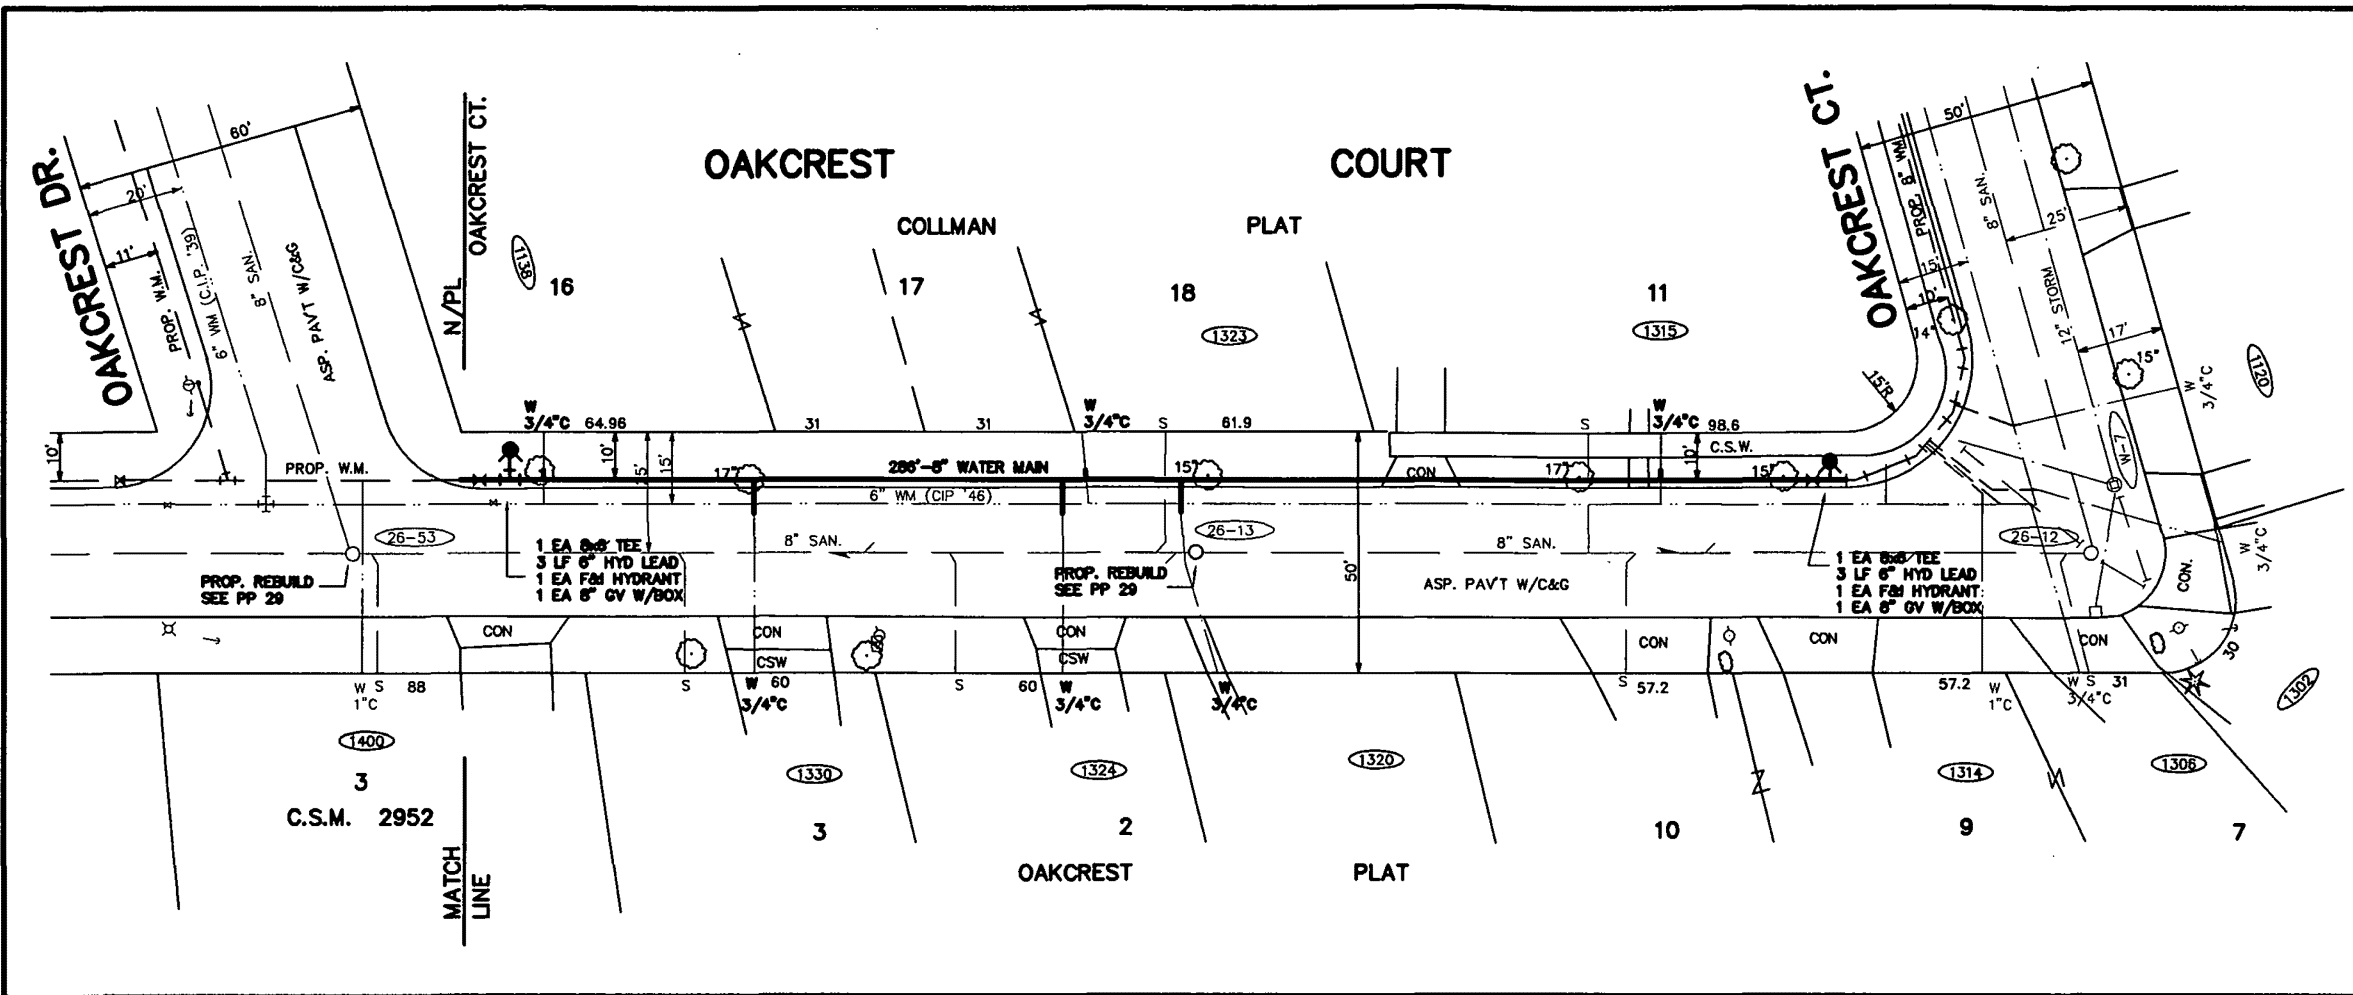 OAKCREST DR.
60'
20'
11'
PROP. W.M.
6" WM (C.I.P. '39)
8" SAN.
ASP. PAV'T W/C&G
N/PL
OAKCREST CT.
1138
16
OAKCREST
COURT
COLLMAN
PLAT
17
18
1323
11
1315
OAKCREST CT.
50'
PROP. 8" WM
8" SAN.
25'
15'
10'
14"
12" STORM
17'
15"
15'R
1120
W
3/4"C
W-7
W
3/4"C
64.96
31
31
W
3/4"C
S
61.9
S
W
3/4"C
98.6
C.S.W.
10'
PROP. W.M.
10'
15'
15'
17"
286'-8" WATER MAIN
15"
CON
17"
10'
15"
6" WM (CIP '46)
26-53
8" SAN.
26-13
8" SAN.
26-12
W
3/4"C
PROP. REBUILD
SEE PP 29
1 EA 8x6' TEE
3 LF 6" HYD LEAD
1 EA F&I HYDRANT
1 EA 8" GV W/BOX
PROP. REBUILD
SEE PP 29
50'
ASP. PAV'T W/C&G
1 EA 8x6' TEE
3 LF 6" HYD LEAD
1 EA F&I HYDRANT
1 EA 8" GV W/BOX
CON.
CON
CON
CSW
CON
CSW
CON
CON
CON
30
W S
1"C
88
S
W
3/4"C
60
S
60
W
3/4"C
W
3/4"C
S
57.2
57.2
W
1"C
W S
3/4"C
31
1302
1400
3
C.S.M. 2952
MATCH
LINE
1330
3
1324
2
1320
10
1314
9
1306
7
OAKCREST
PLAT